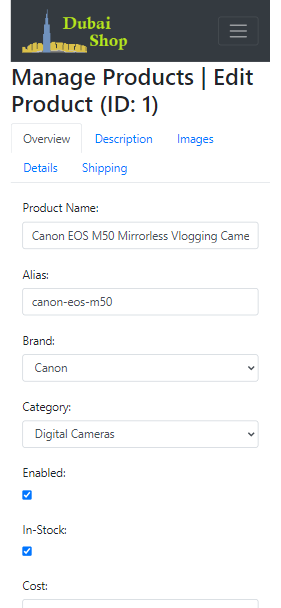 Dubai
Shop
Manage Products | Edit
Product (ID: 1)
Overview Description Images
Details Shipping
Product Name:
Canon EOS M50 Mirrorless Vlogging Came
Alias:
canon-eos-m50
Brand:
Canon
Category:
Digital Cameras
Enabled:
In-Stock:
Cost: